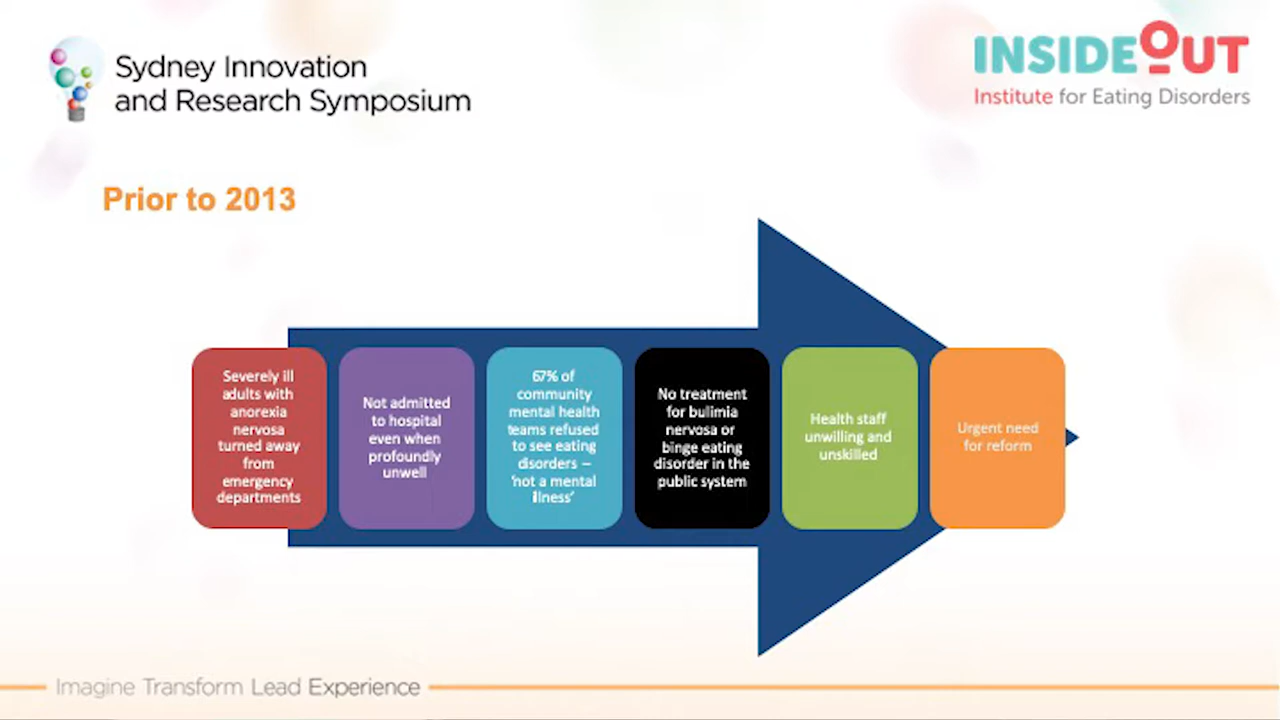 Sydney Innovation
and Research Symposium
INSIDEOUT
Institute for Eating Disorders
Prior to 2013
Severely ill
adults with
anorexia
nervosa
turned away
from
emergency
departments
Not admitted
to hospital
even when
profoundly
unwell
67% of
community
mental health
teams refused
to see eating
disorders –
‘not a mental
illness’
No treatment
for bulimia
nervosa or
binge eating
disorder in the
public system
Health staff
unwilling and
unskilled
Urgent need
for reform
Imagine Transform Lead Experience